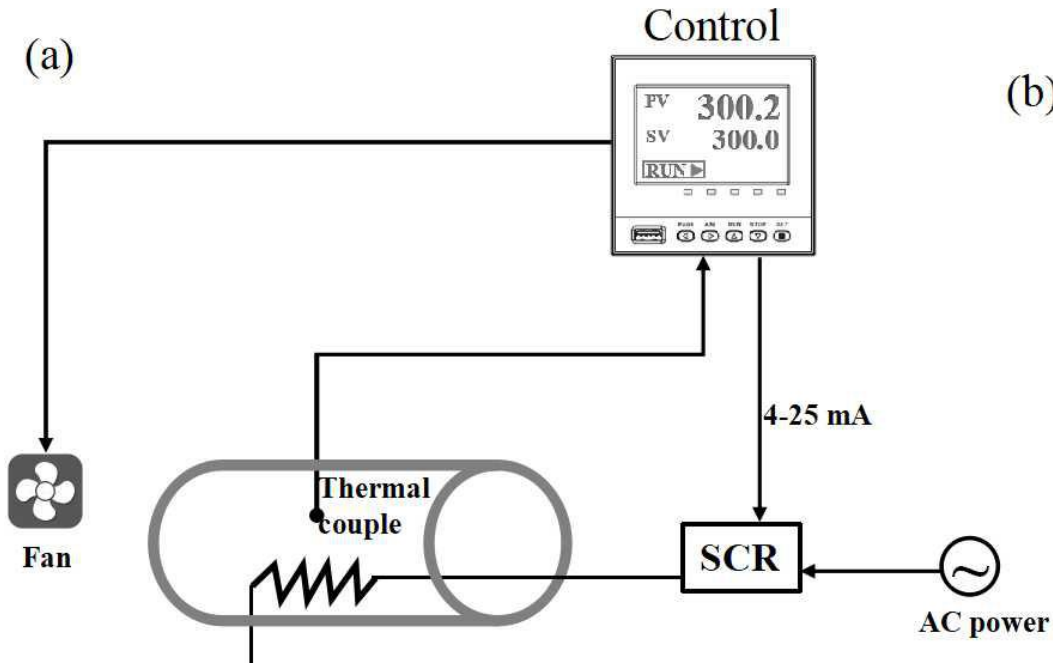 Control
(a)
(b)
PV 300.2
SV 300.0
RUN
4-25 mA
Thermal
couple
Fan
SCR
AC power